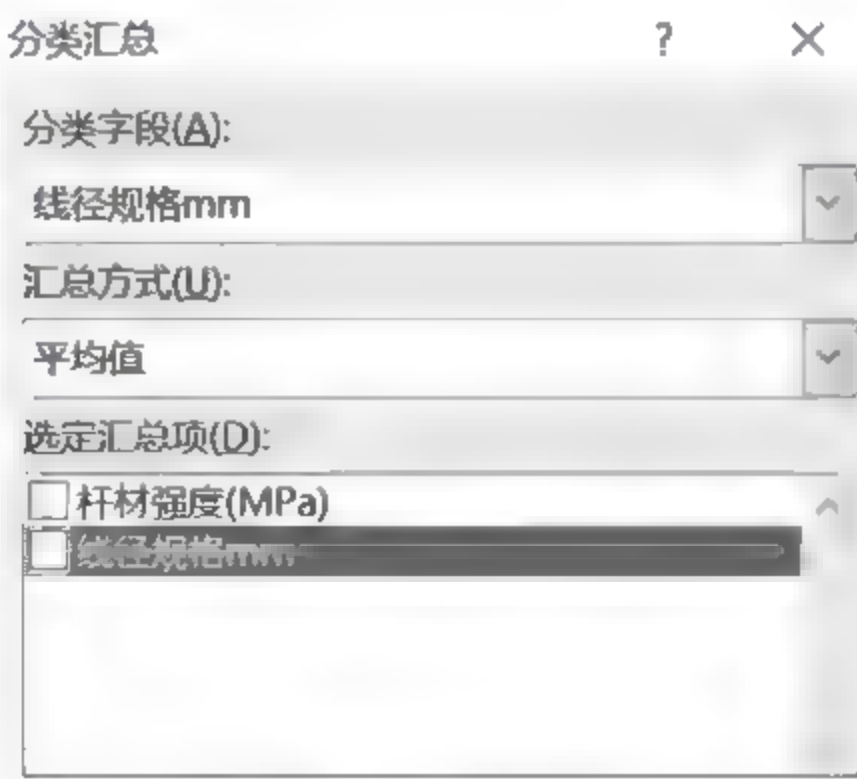 分类汇总 ? ×
分类字段(A):
线径规格mm
汇总方式(U):
平均值
选定汇总项(D):
杆材强度(MPa)
线径规格mm